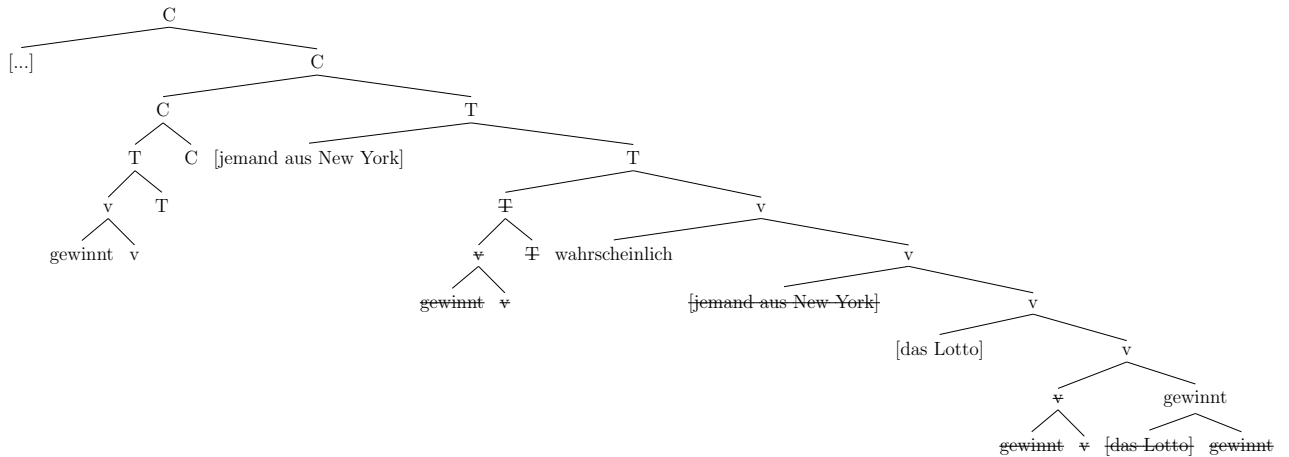 C
[...] C
C T
T C [jemand aus New York] T
v T T v
gewinnt v v T wahrscheinlich v
gewinnt v [jemand aus New York] v
[das Lotto] v
v gewinnt
gewinnt v [das Lotto] gewinnt